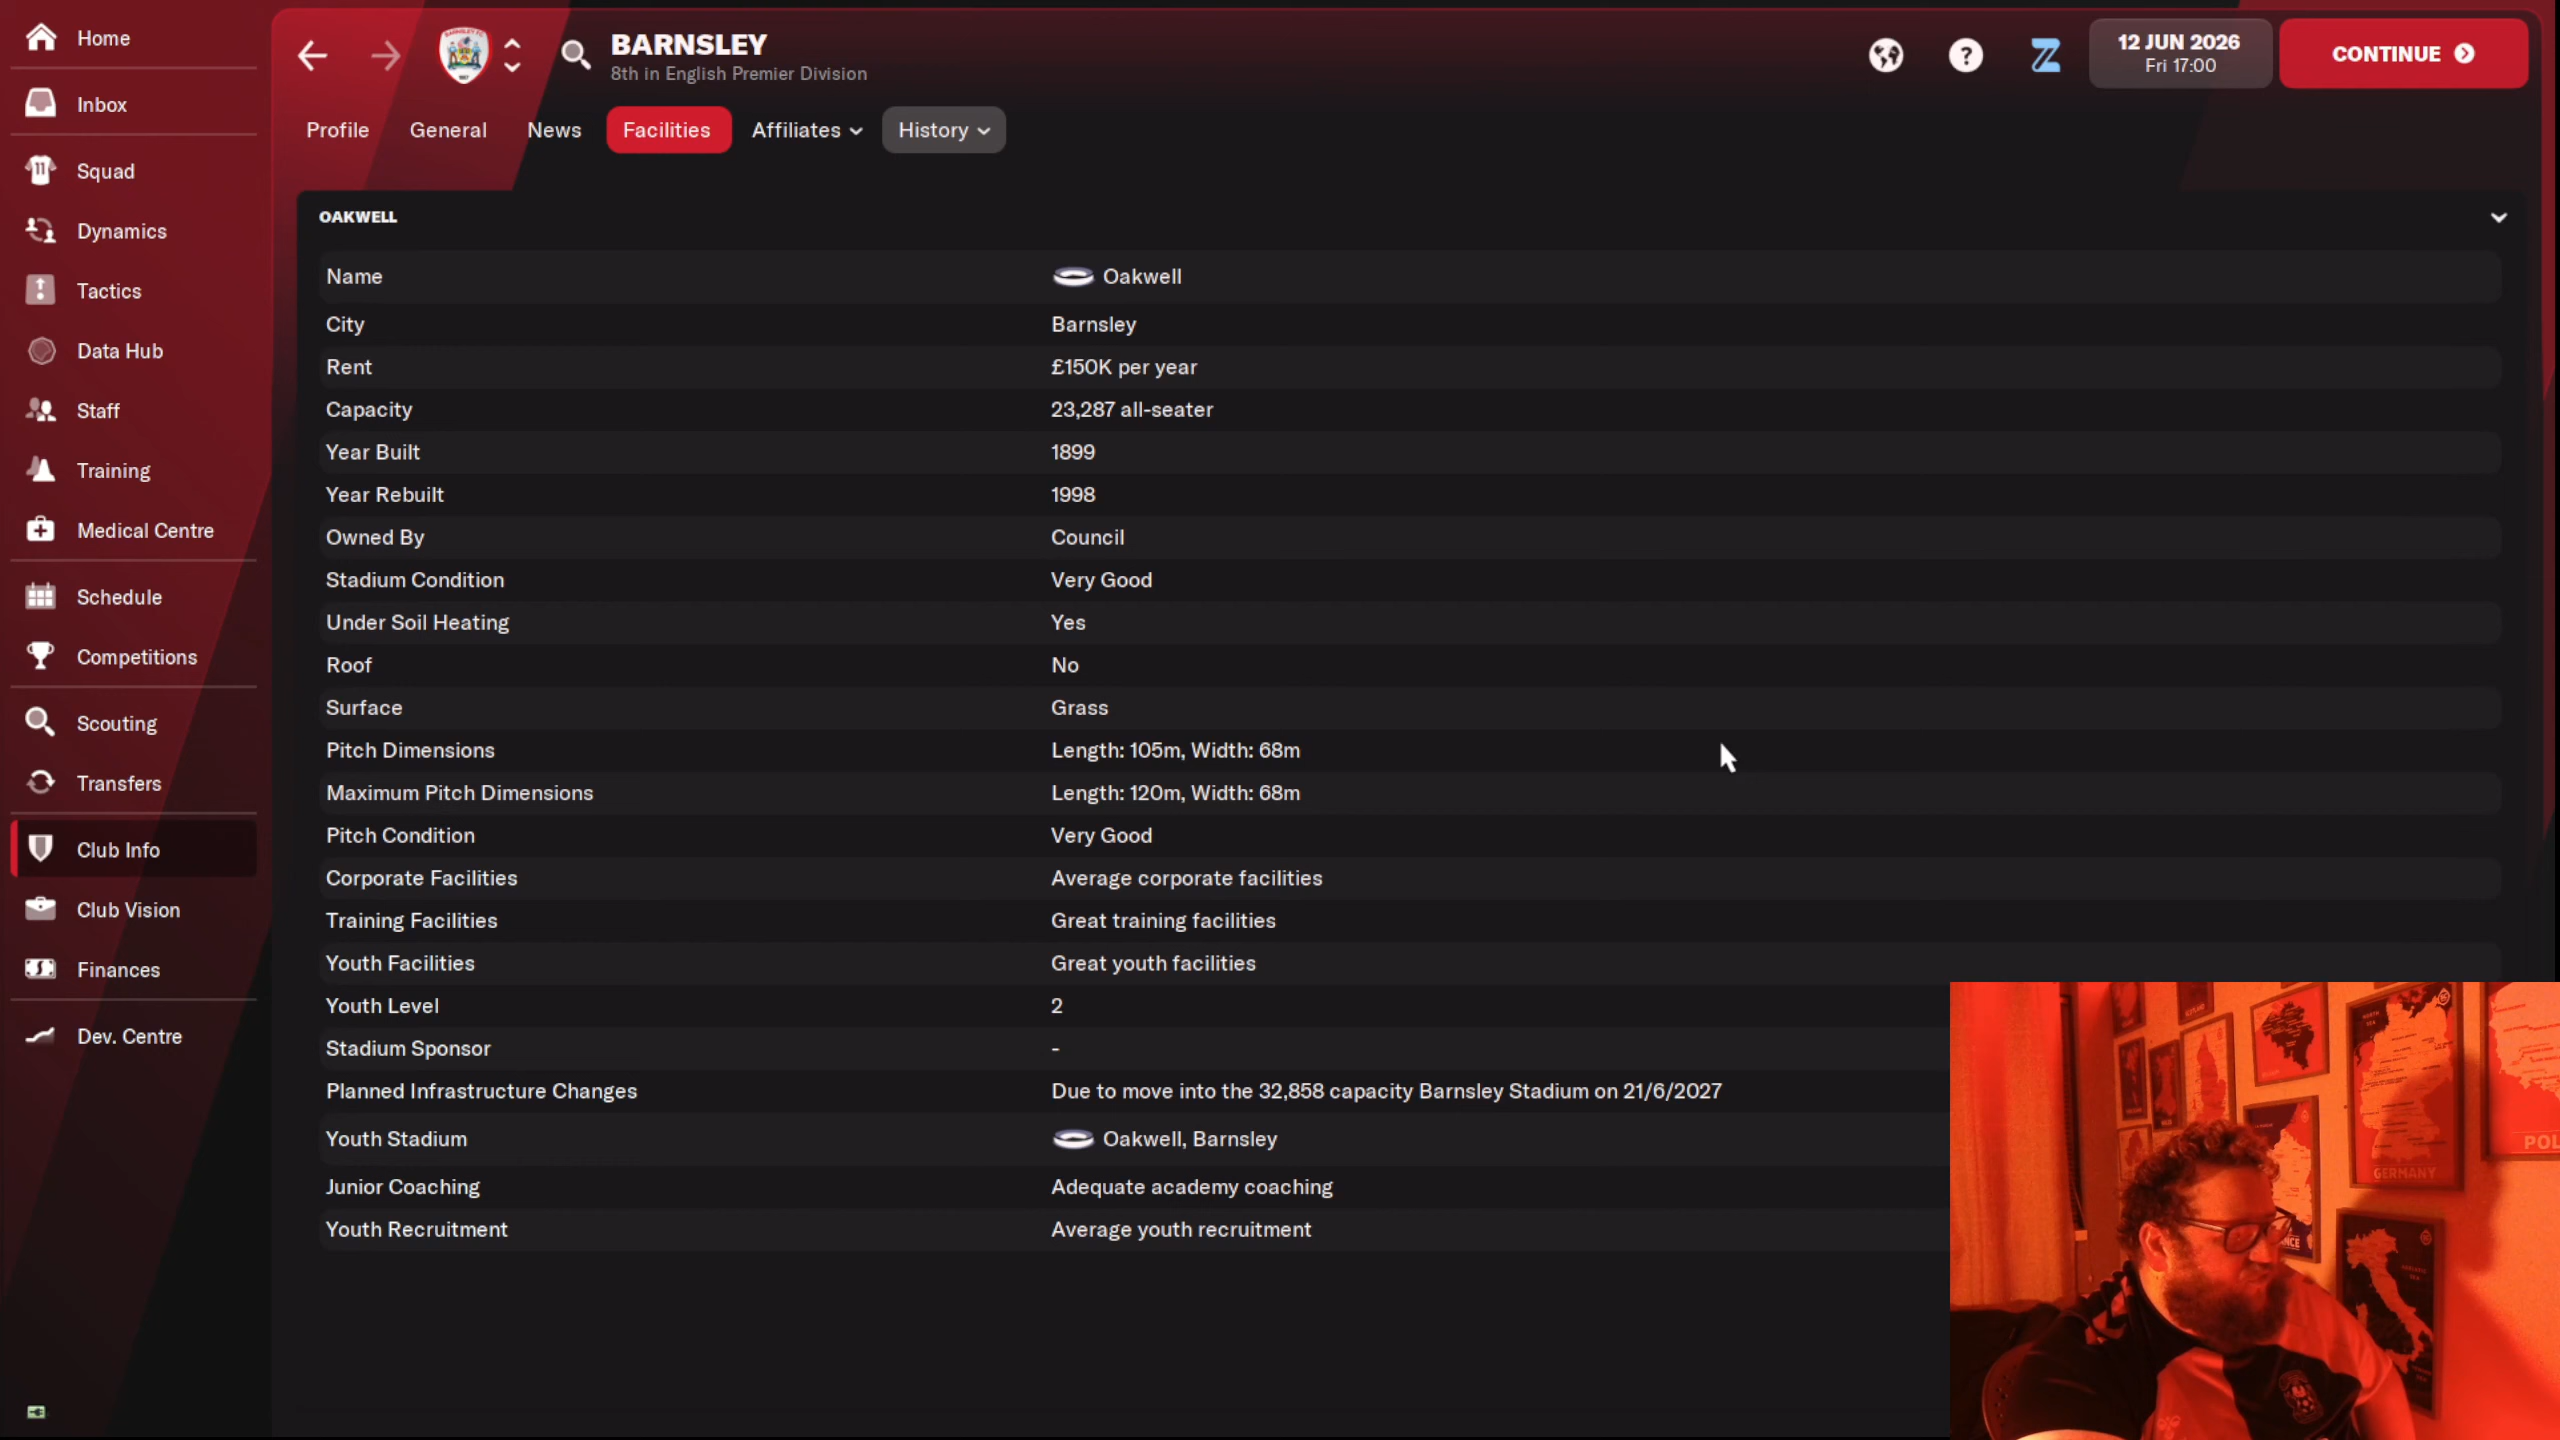 Home
Inbox
Squad
Dynamics
Tactics
Data Hub
Staff
Training
Medical Centre
Schedule
Competitions
Scouting
Transfers
Club Info
Club Vision
Finances
Dev. Centre
BARNSLEY
8th in English Premier Division
12 JUN 2026
Fri 17:00
CONTINUE
Profile General News Facilities Affiliates History
OAKWELL
Name Oakwell
City Barnsley
Rent £150K per year
Capacity 23,287 all-seater
Year Built 1899
Year Rebuilt 1998
Owned By Council
Stadium Condition Very Good
Under Soil Heating Yes
Roof No
Surface Grass
Pitch Dimensions Length: 105m, Width: 68m
Maximum Pitch Dimensions Length: 120m, Width: 68m
Pitch Condition Very Good
Corporate Facilities Average corporate facilities
Training Facilities Great training facilities
Youth Facilities Great youth facilities
Youth Level 2
Stadium Sponsor -
Planned Infrastructure Changes Due to move into the 32,858 capacity Barnsley Stadium on 21/6/2027
Youth Stadium Oakwell, Barnsley
Junior Coaching Adequate academy coaching
Youth Recruitment Average youth recruitment
NORTH
SEA
GERMANY
POL